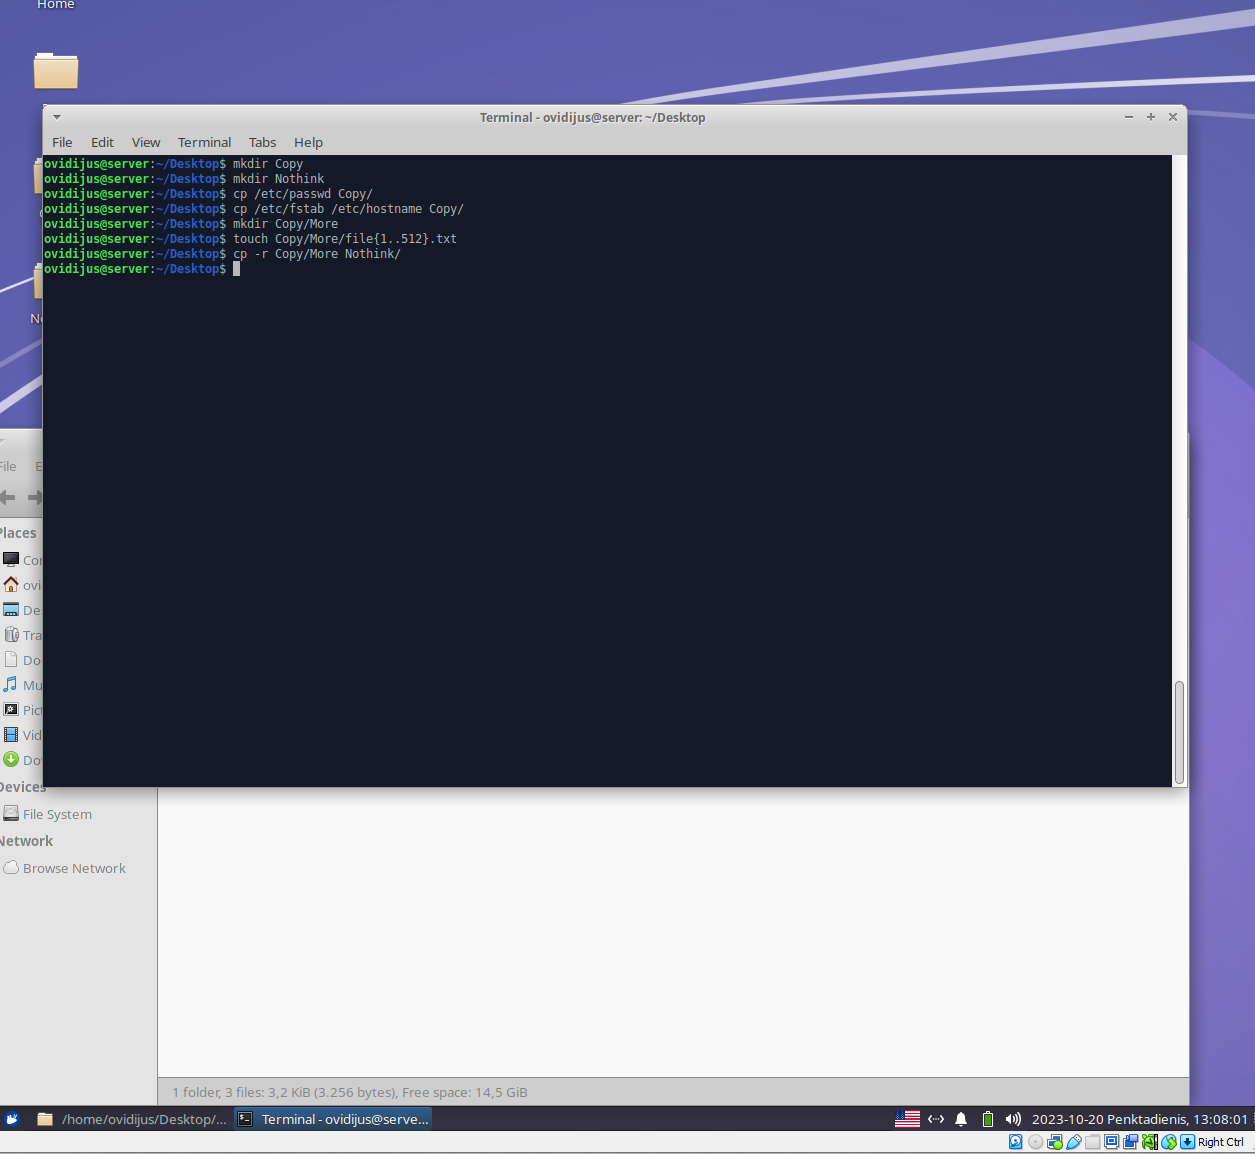 Home
Terminal - ovidijus@server: ~/Desktop
File Edit View Terminal Tabs Help
ovidijus@server:~/Desktop$ mkdir Copy
ovidijus@server:~/Desktop$ mkdir Nothink
ovidijus@server:~/Desktop$ cp /etc/passwd Copy/
ovidijus@server:~/Desktop$ cp /etc/fstab /etc/hostname Copy/
ovidijus@server:~/Desktop$ mkdir Copy/More
ovidijus@server:~/Desktop$ touch Copy/More/file{1..512}.txt
ovidijus@server:~/Desktop$ cp -r Copy/More Nothink/
ovidijus@server:~/Desktop$
File E
Places
ovi
De
Tra
Do
Mu
Pic
Vid
Do
Devices
File System
Network
Browse Network
1 folder, 3 files: 3,2 KiB (3.256 bytes), Free space: 14,5 GiB
/home/ovidijus/Desktop/... Terminal - ovidijus@serve... 2023-10-20 Penktadienis, 13:08:01
Right Ctrl